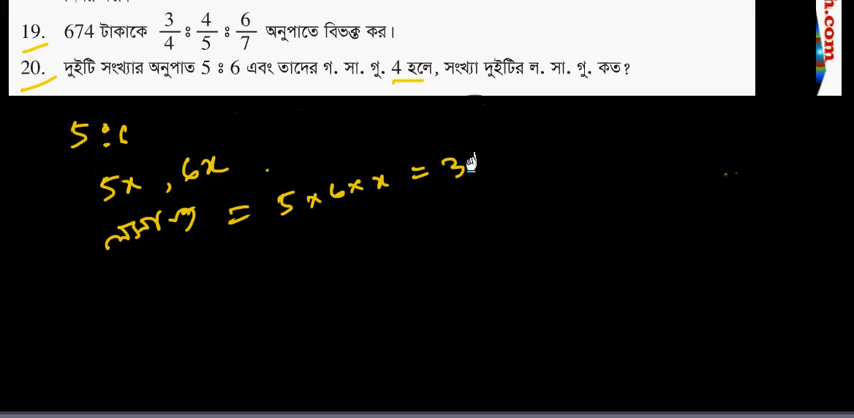 19. 674 টাকাকে 3/4 ঃ 4/5 ঃ 6/7 অনুপাতে বিভক্ত কর।
20. দুইটি সংখ্যার অনুপাত 5 ঃ 6 এবং তাদের গ. সা. গু. 4 হলে, সংখ্যা দুইটির ল. সা. গু. কত?
5 : 6
5x , 6x
লসাগু = 5 × 6 × x = 3
.com